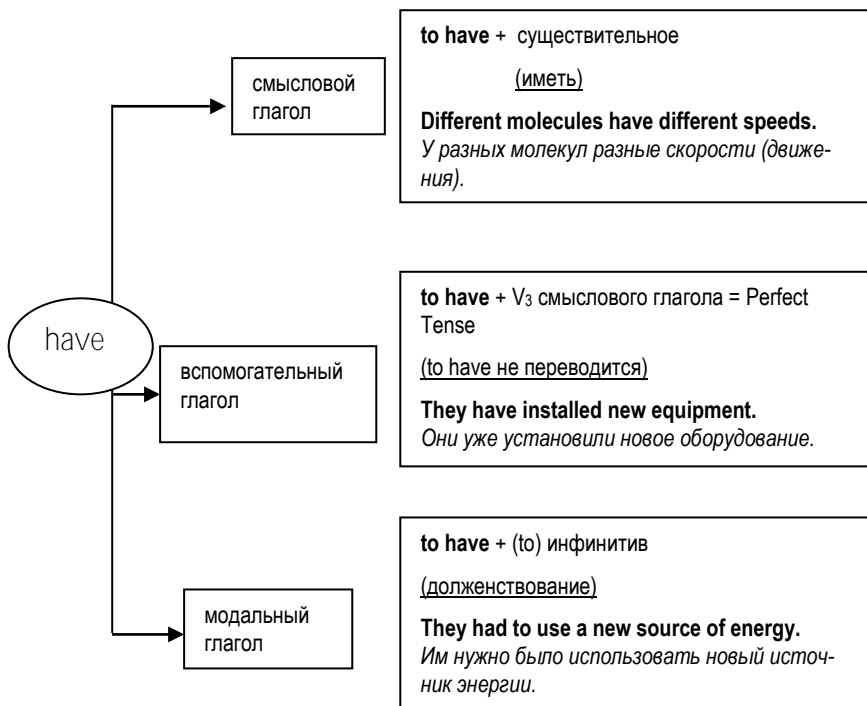 have
смысловой
глагол
to have + существительное
(иметь)
Different molecules have different speeds.
У разных молекул разные скорости (движе-
ния).
вспомогательный
глагол
to have + V₃ смыслового глагола = Perfect
Tense
(to have не переводится)
They have installed new equipment.
Они уже установили новое оборудование.
модальный
глагол
to have + (to) инфинитив
(долженствование)
They had to use a new source of energy.
Им нужно было использовать новый источ-
ник энергии.